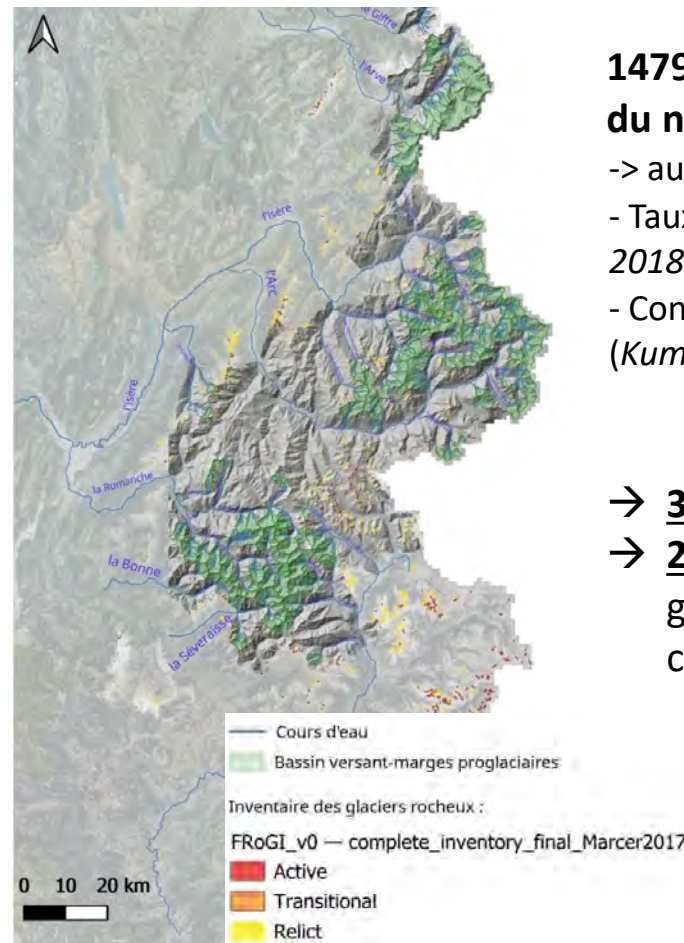 le Giffre
l'Arve
l'Isère
l'Arc
l'Isère
la Romanche
la Bonne
la Séveraisse
Cours d'eau
Bassin versant-marges proglaciaires
Inventaire des glaciers rocheux :
FRoGI_v0 — complete_inventory_final_Marcer2017
Active
Transitional
Relict
0 10 20 km
1479
du n
-> au
- Taux
2018
- Con
(Kum
→ 3
→ 2
g
c